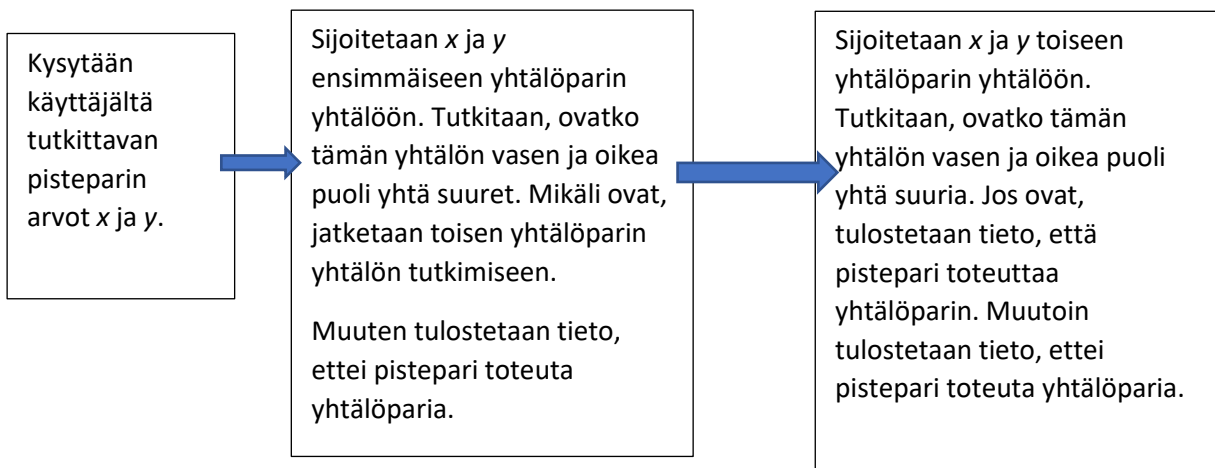 Kysytään
käyttäjältä
tutkittavan
pisteparin
arvot x ja y.
Sijoitetaan x ja y
ensimmäiseen yhtälöparin
yhtälöön. Tutkitaan, ovatko
tämän yhtälön vasen ja oikea
puoli yhtä suuret. Mikäli ovat,
jatketaan toisen yhtälöparin
yhtälön tutkimiseen.
Muuten tulostetaan tieto,
ettei pistepari toteuta
yhtälöparia.
Sijoitetaan x ja y toiseen
yhtälöparin yhtälöön.
Tutkitaan, ovatko tämän
yhtälön vasen ja oikea puoli
yhtä suuria. Jos ovat,
tulostetaan tieto, että
pistepari toteuttaa
yhtälöparin. Muutoin
tulostetaan tieto, ettei
pistepari toteuta yhtälöparia.